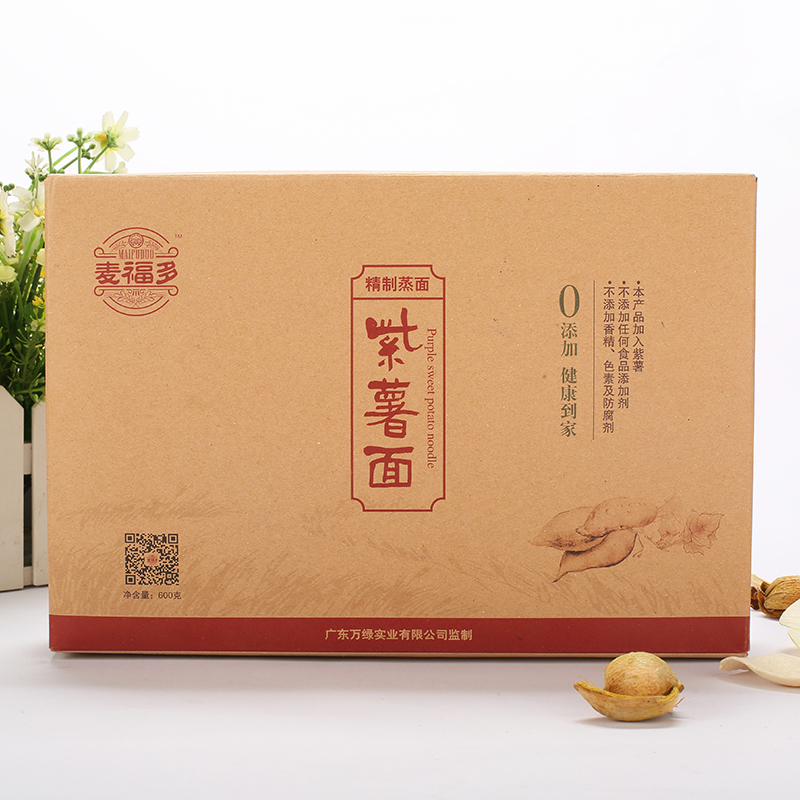 MAIFUDUO
麦福多
TM
精制蒸面
紫薯面
Purple sweet potato noodle
0添加 健康到家
•本产品加入紫薯
•不添加任何食品添加剂
•不添加香精、色素及防腐剂
净含量：600克
广东万绿实业有限公司监制